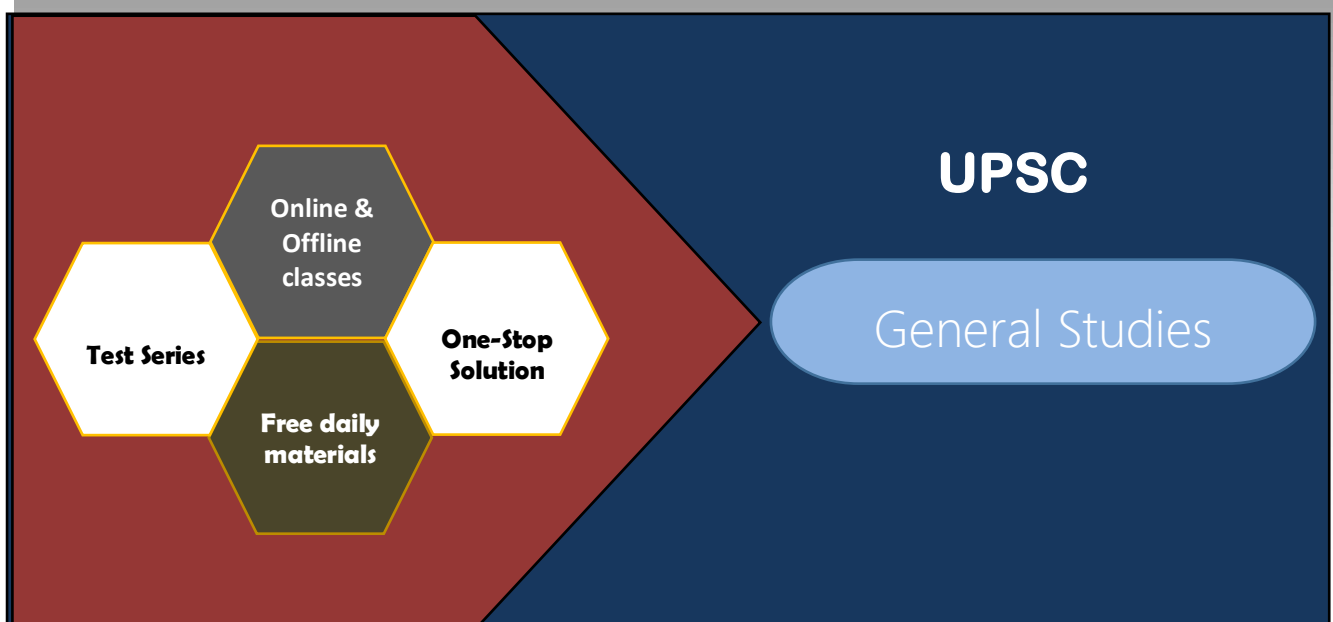 Online &
Offline
classes
Test Series
One-Stop
Solution
Free daily
materials
UPSC
General Studies